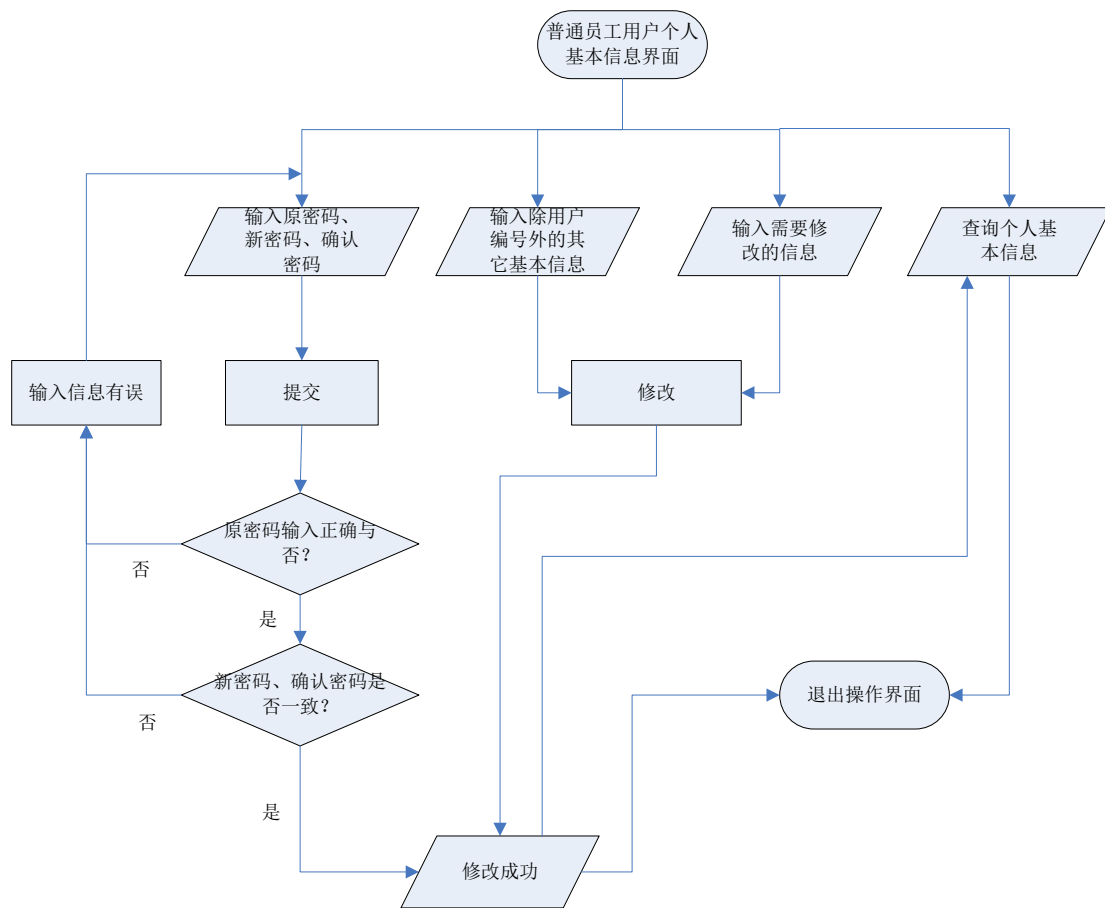 普通员工用户个人
基本信息界面
输入原密码、
新密码、确认
密码
输入除用户
编号外的其
它基本信息
输入需要修
改的信息
查询个人基
本信息
输入信息有误
提交
修改
原密码输入正确与
否？
否
是
新密码、确认密码是
否一致？
否
退出操作界面
是
修改成功